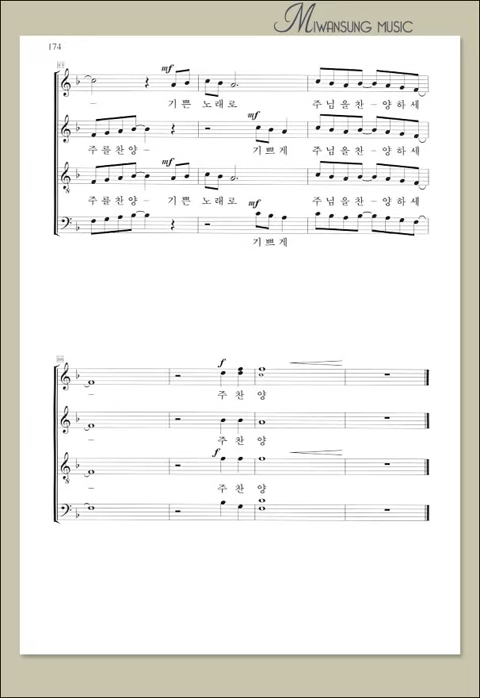 MIWANSUNG MUSIC
174
mf
기쁜 노래로 주님을찬-양하세
mf
주를찬양- 기쁘게 주님을찬-양하세
mf
주를찬양- 기쁜 노래로 주님을찬-양하세
mf
기쁘게
f
주 찬 양
주 찬 양
f
주 찬 양